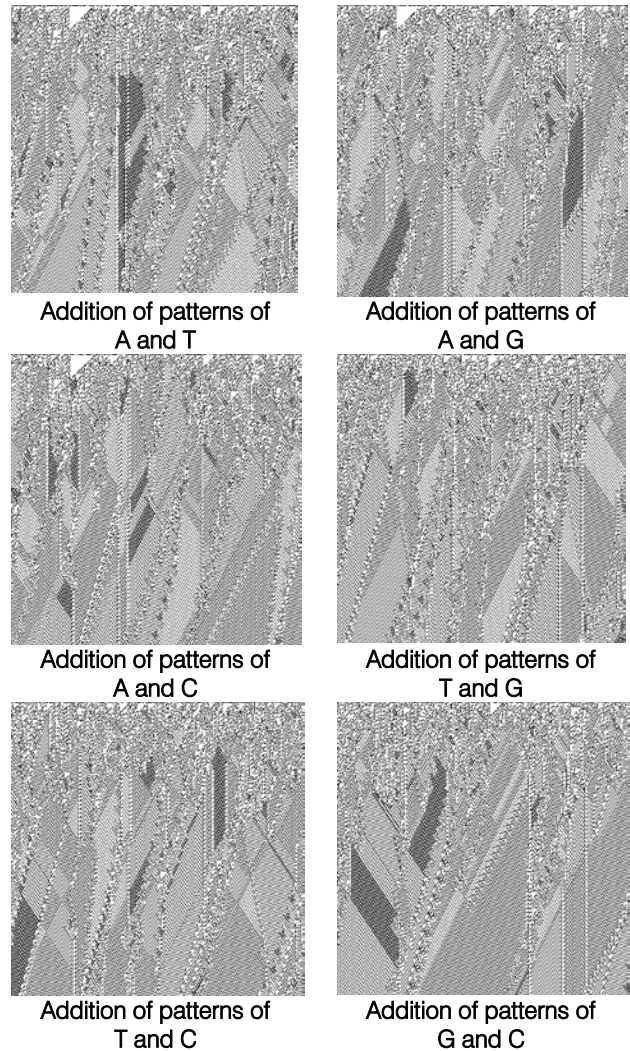 Addition of patterns of
A and T
Addition of patterns of
A and G
Addition of patterns of
A and C
Addition of patterns of
T and G
Addition of patterns of
T and C
Addition of patterns of
G and C